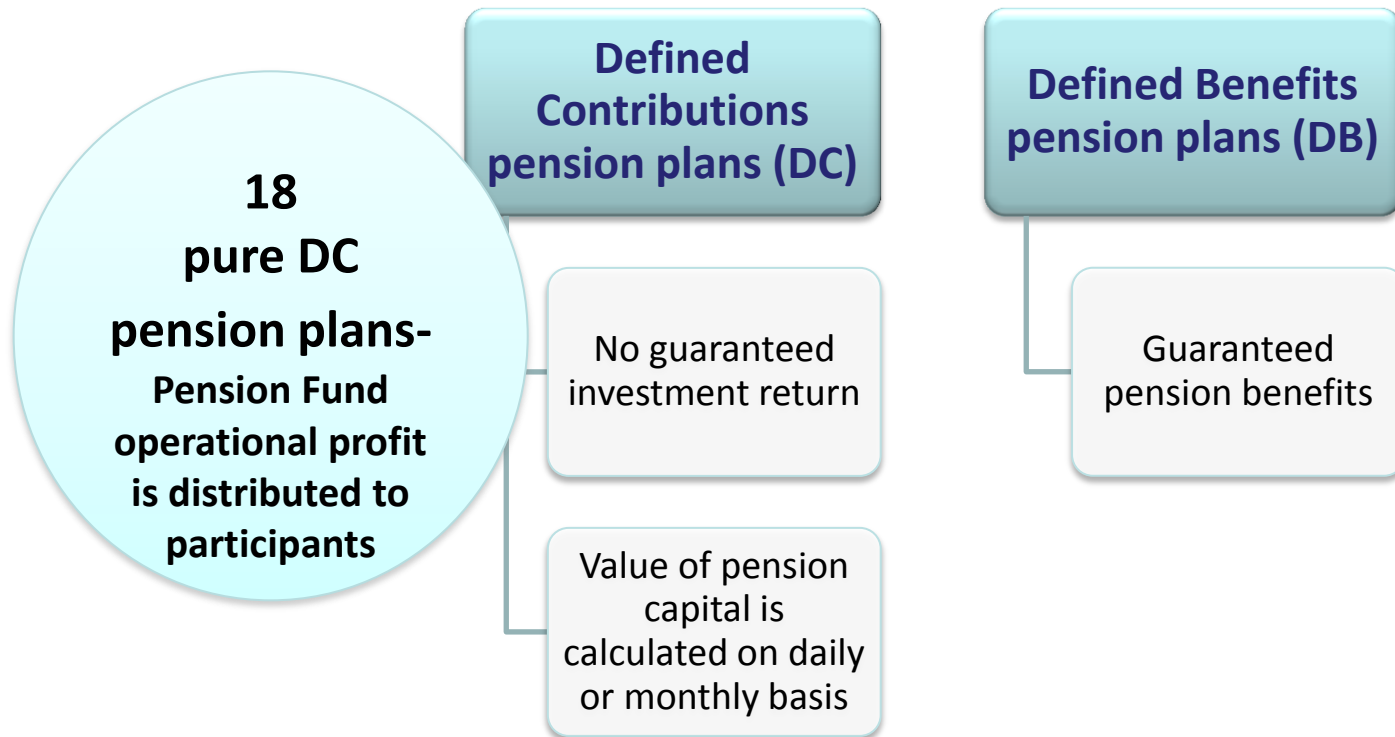 18
pure DC
pension plans-
Pension Fund
operational profit
is distributed to
participants
Defined
Contributions
pension plans (DC)
No guaranteed
investment return
Value of pension
capital is
calculated on daily
or monthly basis
Defined Benefits
pension plans (DB)
Guaranteed
pension benefits